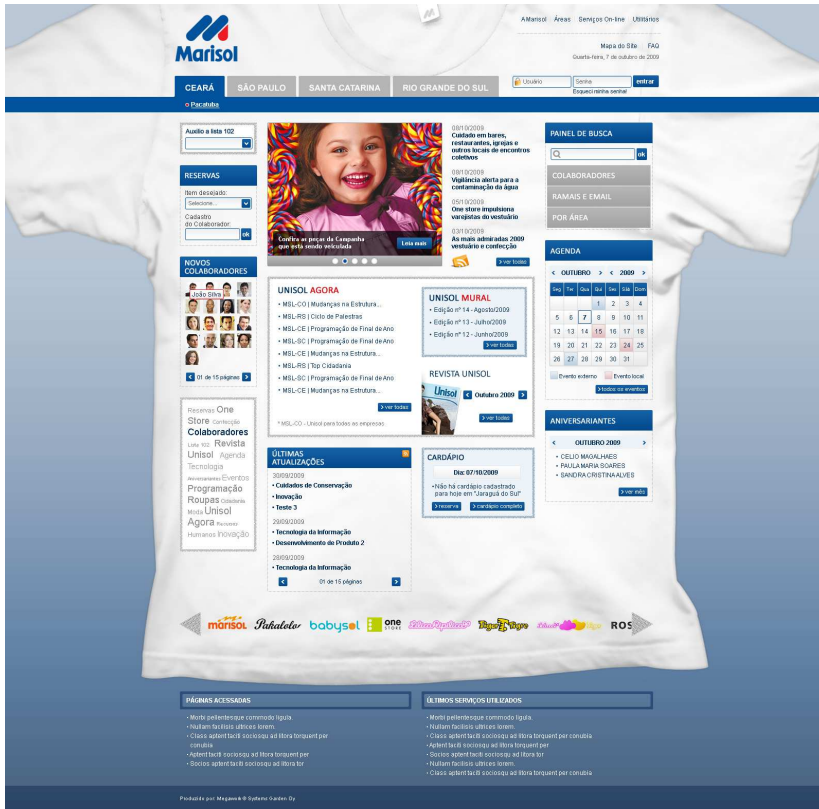 Marisol
A Marisol Áreas Serviços On-line Utilitários
Mapa do Site FAQ
Quarta-feira, 7 de outubro de 2009
CEARÁ SÃO PAULO SANTA CATARINA RIO GRANDE DO SUL
Usuário Senha entrar
Esqueci minha senha!
Pacatuba
Auxílio a lista 102
RESERVAS
Item desejado:
Selecione...
Cadastro
do Colaborador:
ok
NOVOS
COLABORADORES
João Silva
01 de 15 páginas
Reservas One
Store Confecção
Colaboradores
Lista 102 Revista
Unisol Agenda
Tecnologia
Aniversariantes Eventos
Programação
Roupas Cidadania
Moda Unisol
Agora Recursos
Humanos Inovação
Confira as peças da Campanha
que está sendo veiculada
Leia mais
08/10/2009
Cuidado em bares,
restaurantes, igrejas e
outros locais de encontros
coletivos
08/10/2009
Vigilância alerta para a
contaminação da água
05/10/2009
One store impulsiona
varejistas do vestuário
03/10/2009
As mais admiradas 2009
vestuário e confecção
ver todas
UNISOL AGORA
• MSL-CO | Mudanças na Estrutura...
• MSL-RS | Ciclo de Palestras
• MSL-CE | Programação de Final de Ano
• MSL-SC | Programação de Final de Ano
• MSL-CE | Mudanças na Estrutura...
• MSL-RS | Top Cidadania
• MSL-SC | Programação de Final de Ano
• MSL-CE | Mudanças na Estrutura...
ver todas
* MSL-CO - Unisol para todas as empresas.
UNISOL MURAL
• Edição nº 14 - Agosto/2009
• Edição nº 13 - Julho/2009
• Edição nº 12 - Junho/2009
ver todas
REVISTA UNISOL
Unisol
Outubro 2009
ver todas
ÚLTIMAS
ATUALIZAÇÕES
30/09/2009
• Cuidados de Conservação
• Inovação
• Teste 3
29/09/2009
• Tecnologia da Informação
• Desenvolvimento de Produto 2
28/09/2009
• Tecnologia da Informação
01 de 15 páginas
CARDÁPIO
Dia: 07/10/2009
• Não há cardápio cadastrado
para hoje em "Jaraguá do Sul"
reserva cardápio completo
PAINEL DE BUSCA
ok
COLABORADORES
RAMAIS E EMAIL
POR ÁREA
AGENDA
< OUTUBRO > < 2009 >
Seg Ter Qua Qui Sex Sáb Dom
1 2 3 4
5 6 7 8 9 10 11
12 13 14 15 16 17 18
19 20 21 22 23 24 25
26 27 28 29 30 31
Evento externo Evento local
todos os eventos
ANIVERSARIANTES
< OUTUBRO 2009 >
• CELIO MAGALHAES
• PAULA MARIA SOARES
• SANDRA CRISTINA ALVES
ver mês
marisol Pakalolo babysol one STORE Lilica Ripilica Tigor T. Tigre ROS
PÁGINAS ACESSADAS
• Morbi pellentesque commodo ligula.
• Nullam facilisis ultrices lorem.
• Class aptent taciti sociosqu ad litora torquent per
conubia
• Aptent taciti sociosqu ad litora torquent per
• Socios aptent taciti sociosqu ad litora tor
ÚLTIMOS SERVIÇOS UTILIZADOS
• Morbi pellentesque commodo ligula.
• Nullam facilisis ultrices lorem.
• Class aptent taciti sociosqu ad litora torquent per conubia
• Aptent taciti sociosqu ad litora torquent per
• Socios aptent taciti sociosqu ad litora tor
• Nullam facilisis ultrices lorem.
• Class aptent taciti sociosqu ad litora torquent per conubia
Produzido por: Megawork & Systems Garden Oy